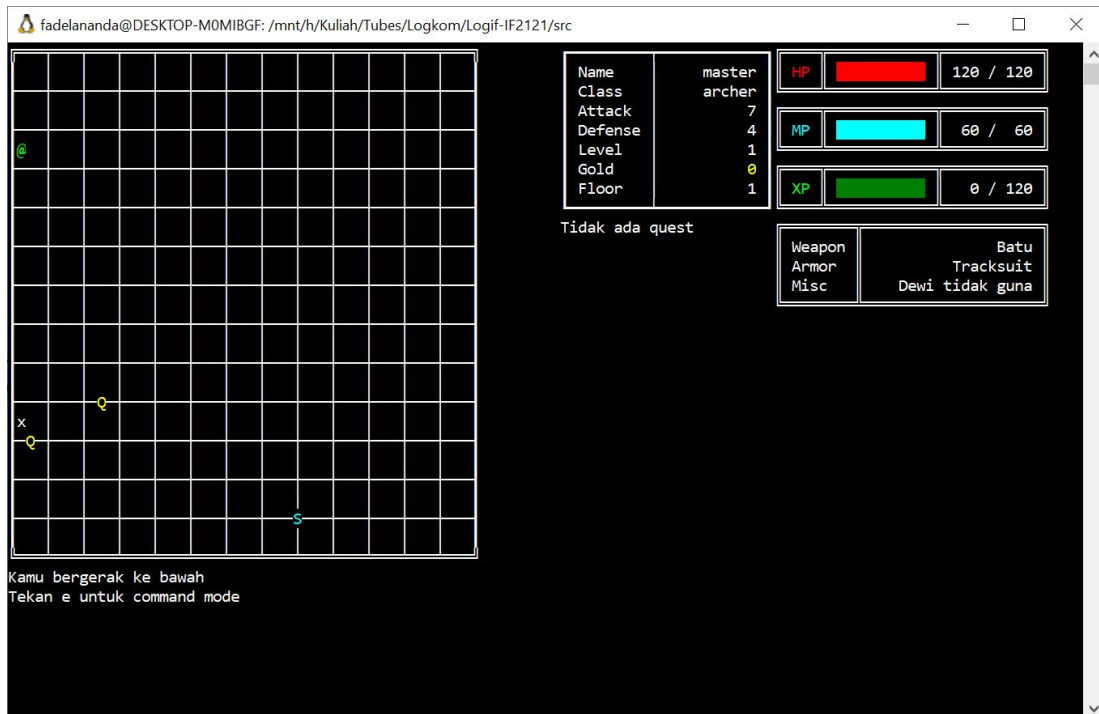 fadelananda@DESKTOP-M0MIBGF: /mnt/h/Kuliah/Tubes/Logkom/Logif-IF2121/src
@
Q
x
Q
S
Kamu bergerak ke bawah
Tekan e untuk command mode
Name master
Class archer
Attack 7
Defense 4
Level 1
Gold 0
Floor 1
Tidak ada quest
HP 120 / 120
MP 60 / 60
XP 0 / 120
Weapon Batu
Armor Tracksuit
Misc Dewi tidak guna